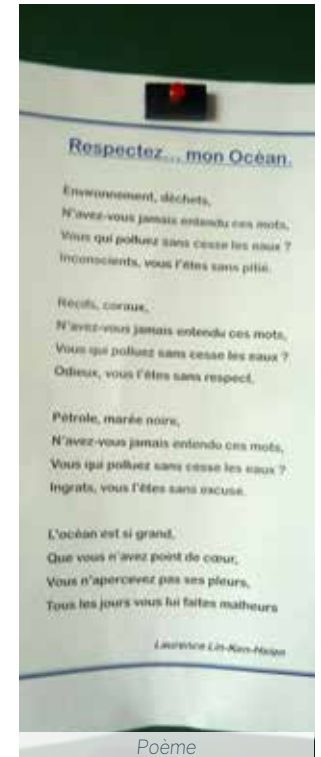 Respectez... mon Océan.
Environnement, déchets,
N'avez-vous jamais entendu ces mots,
Vous qui polluez sans cesse les eaux ?
Inconscients, vous l'êtes sans pitié.
Récifs, coraux,
N'avez-vous jamais entendu ces mots,
Vous qui polluez sans cesse les eaux ?
Odieux, vous l'êtes sans respect,
Pétrole, marée noire,
N'avez-vous jamais entendu ces mots,
Vous qui polluez sans cesse les eaux ?
Ingrats, vous l'êtes sans excuse.
L'océan est si grand,
Que vous n'avez point de cœur,
Vous n'apercevez pas ses pleurs,
Tous les jours vous lui faites malheurs
Laurence Lin-Kan-
Poème